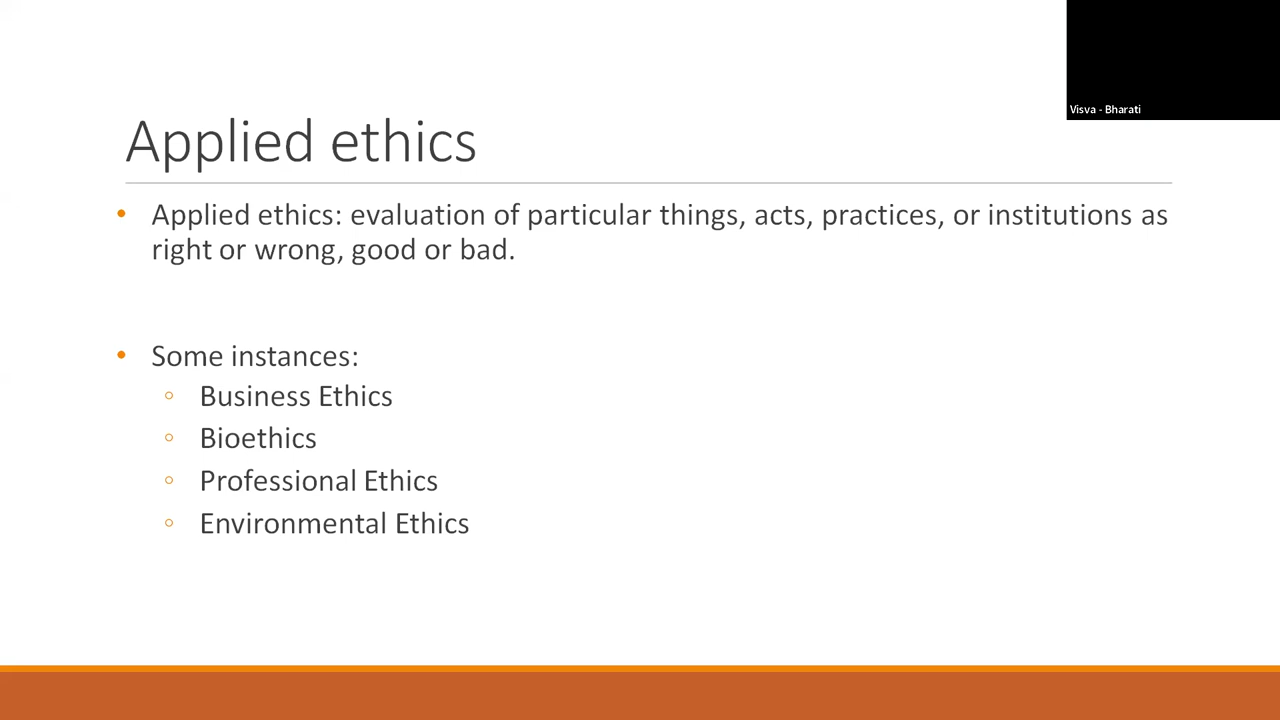 Visva - Bharati
Applied ethics
• Applied ethics: evaluation of particular things, acts, practices, or institutions as
right or wrong, good or bad.
• Some instances:
◦ Business Ethics
◦ Bioethics
◦ Professional Ethics
◦ Environmental Ethics